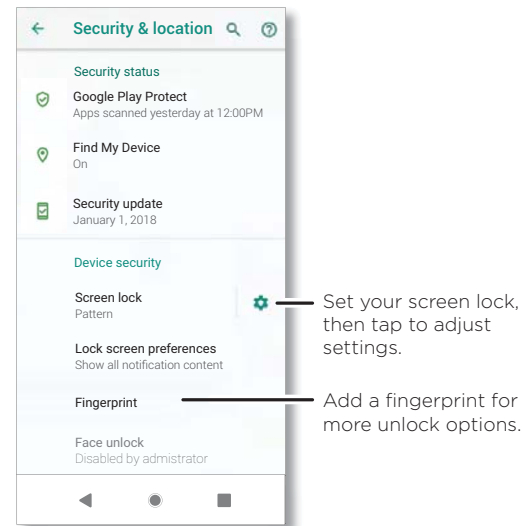 Security & location
Security status
Google Play Protect
Apps scanned yesterday at 12:00PM
Find My Device
On
Security update
January 1, 2018
Device security
Screen lock
Pattern
Set your screen lock,
then tap to adjust
settings.
Lock screen preferences
Show all notification content
Fingerprint
Add a fingerprint for
more unlock options.
Face unlock
Disabled by admistrator